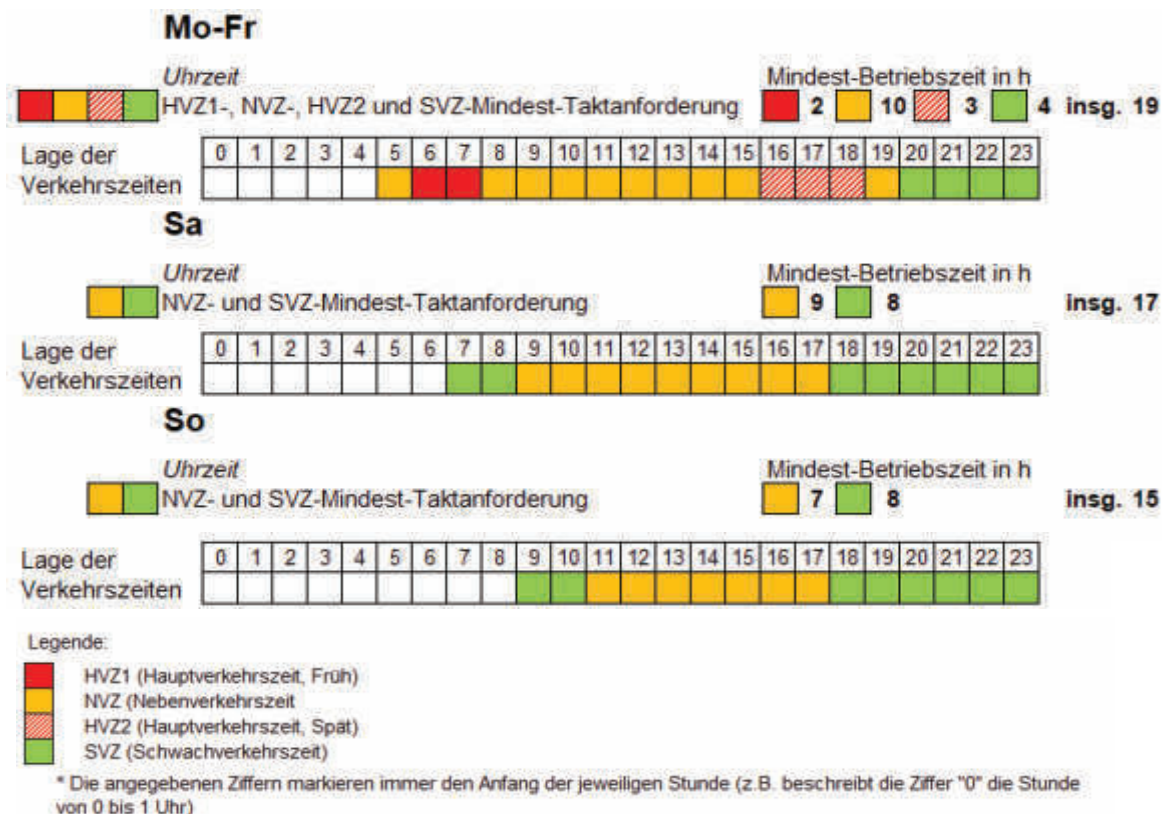 Mo-Fr
Uhrzeit Mindest-Betriebszeit in h
HVZ1-, NVZ-, HVZ2 und SVZ-Mindest-Taktanforderung 2 10 3 4 insg. 19
Lage der 0 1 2 3 4 5 6 7 8 9 10 11 12 13 14 15 16 17 18 19 20 21 22 23
Verkehrszeiten
Sa
Uhrzeit Mindest-Betriebszeit in h
NVZ- und SVZ-Mindest-Taktanforderung 9 8 insg. 17
Lage der 0 1 2 3 4 5 6 7 8 9 10 11 12 13 14 15 16 17 18 19 20 21 22 23
Verkehrszeiten
So
Uhrzeit Mindest-Betriebszeit in h
NVZ- und SVZ-Mindest-Taktanforderung 7 8 insg. 15
Lage der 0 1 2 3 4 5 6 7 8 9 10 11 12 13 14 15 16 17 18 19 20 21 22 23
Verkehrszeiten
Legende:
HVZ1 (Hauptverkehrszeit, Früh)
NVZ (Nebenverkehrszeit
HVZ2 (Hauptverkehrszeit, Spät)
SVZ (Schwachverkehrszeit)
* Die angegebenen Ziffern markieren immer den Anfang der jeweiligen Stunde (z.B. beschreibt die Ziffer "0" die Stunde
von 0 bis 1 Uhr)